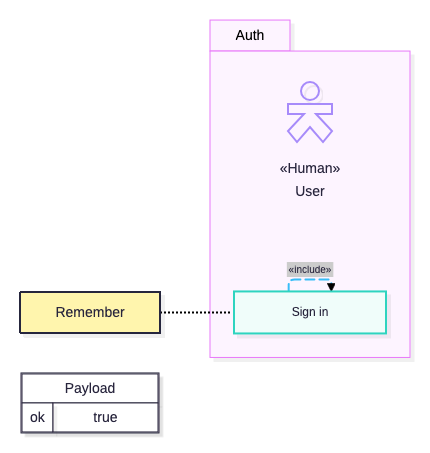 Auth
«Human»
User
«include»
Remember
Sign in
Payload
ok true